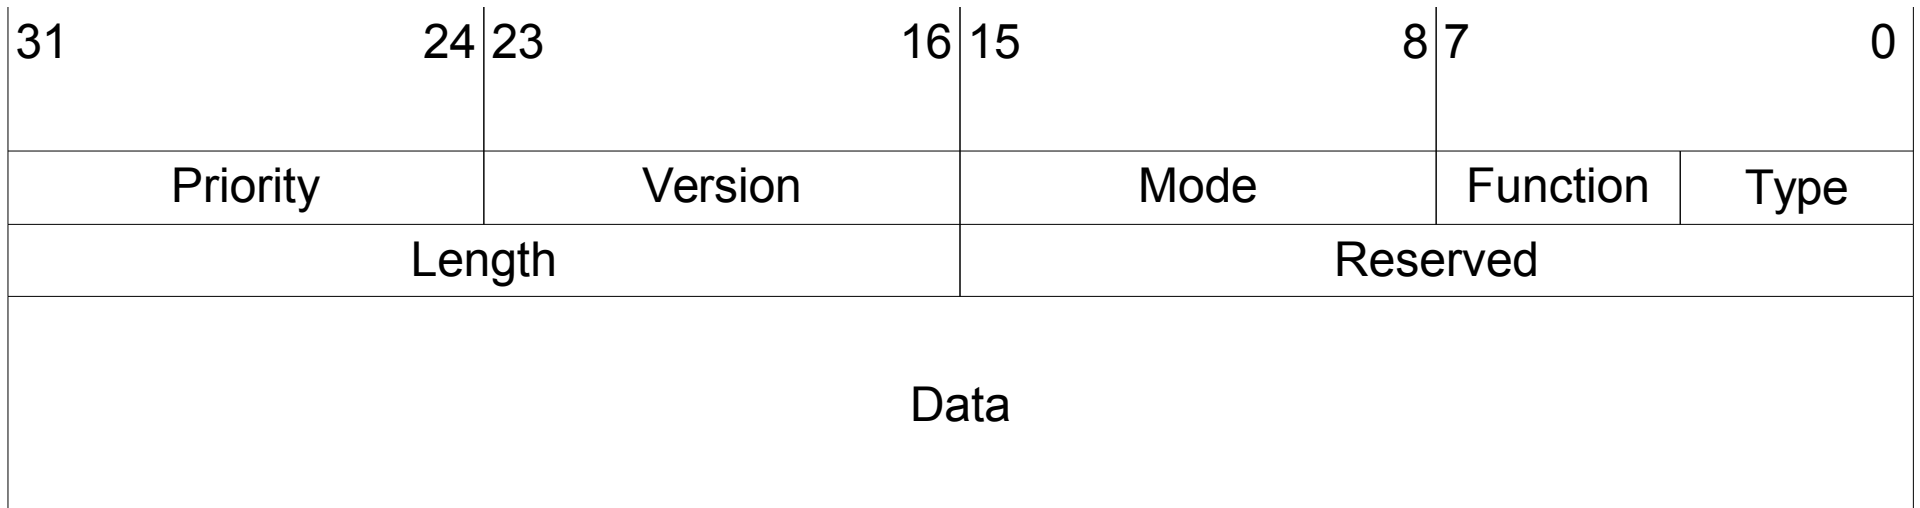 31 24 23 16 15 8 7 0
Priority Version Mode Function Type
Length Reserved
Data